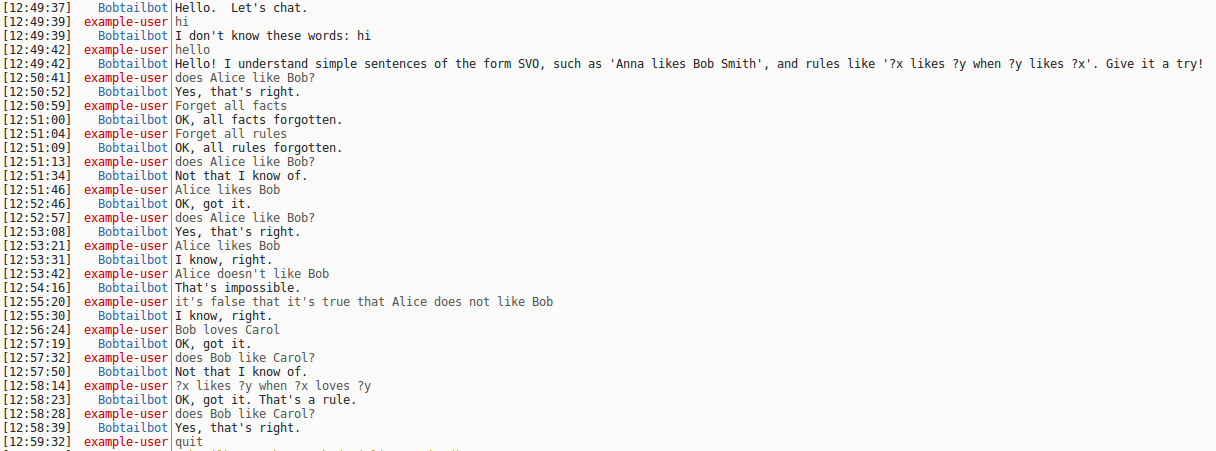 [12:49:37] Bobtailbot Hello.  Let's chat.
[12:49:39] example-user hi
[12:49:39] Bobtailbot I don't know these words: hi
[12:49:42] example-user hello
[12:49:42] Bobtailbot Hello! I understand simple sentences of the form SVO, such as 'Anna likes Bob Smith', and rules like '?x likes ?y when ?y likes ?x'. Give it a try!
[12:50:41] example-user does Alice like Bob?
[12:50:52] Bobtailbot Yes, that's right.
[12:50:59] example-user Forget all facts
[12:51:00] Bobtailbot OK, all facts forgotten.
[12:51:04] example-user Forget all rules
[12:51:09] Bobtailbot OK, all rules forgotten.
[12:51:13] example-user does Alice like Bob?
[12:51:34] Bobtailbot Not that I know of.
[12:51:46] example-user Alice likes Bob
[12:52:46] Bobtailbot OK, got it.
[12:52:57] example-user does Alice like Bob?
[12:53:08] Bobtailbot Yes, that's right.
[12:53:21] example-user Alice likes Bob
[12:53:31] Bobtailbot I know, right.
[12:53:42] example-user Alice doesn't like Bob
[12:54:16] Bobtailbot That's impossible.
[12:55:20] example-user it's false that it's true that Alice does not like Bob
[12:55:30] Bobtailbot I know, right.
[12:56:24] example-user Bob loves Carol
[12:57:19] Bobtailbot OK, got it.
[12:57:32] example-user does Bob like Carol?
[12:57:50] Bobtailbot Not that I know of.
[12:58:14] example-user ?x likes ?y when ?x loves ?y
[12:58:23] Bobtailbot OK, got it. That's a rule.
[12:58:28] example-user does Bob like Carol?
[12:58:39] Bobtailbot Yes, that's right.
[12:59:32] example-user quit